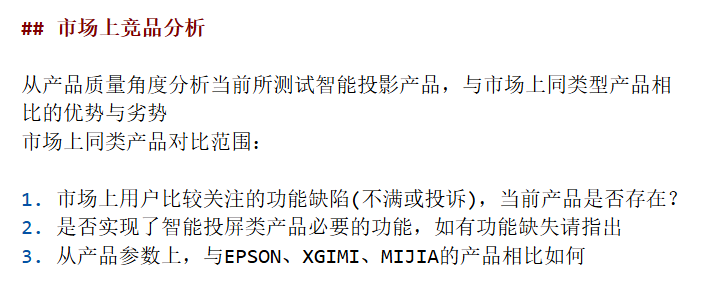 ## 市场上竞品分析
从产品质量角度分析当前所测试智能投影产品，与市场上同类型产品相
比的优势与劣势
市场上同类产品对比范围：
1. 市场上用户比较关注的功能缺陷(不满或投诉)，当前产品是否存在？
2. 是否实现了智能投屏类产品必要的功能，如有功能缺失请指出
3. 从产品参数上，与EPSON、XGIMI、MIJIA的产品相比如何